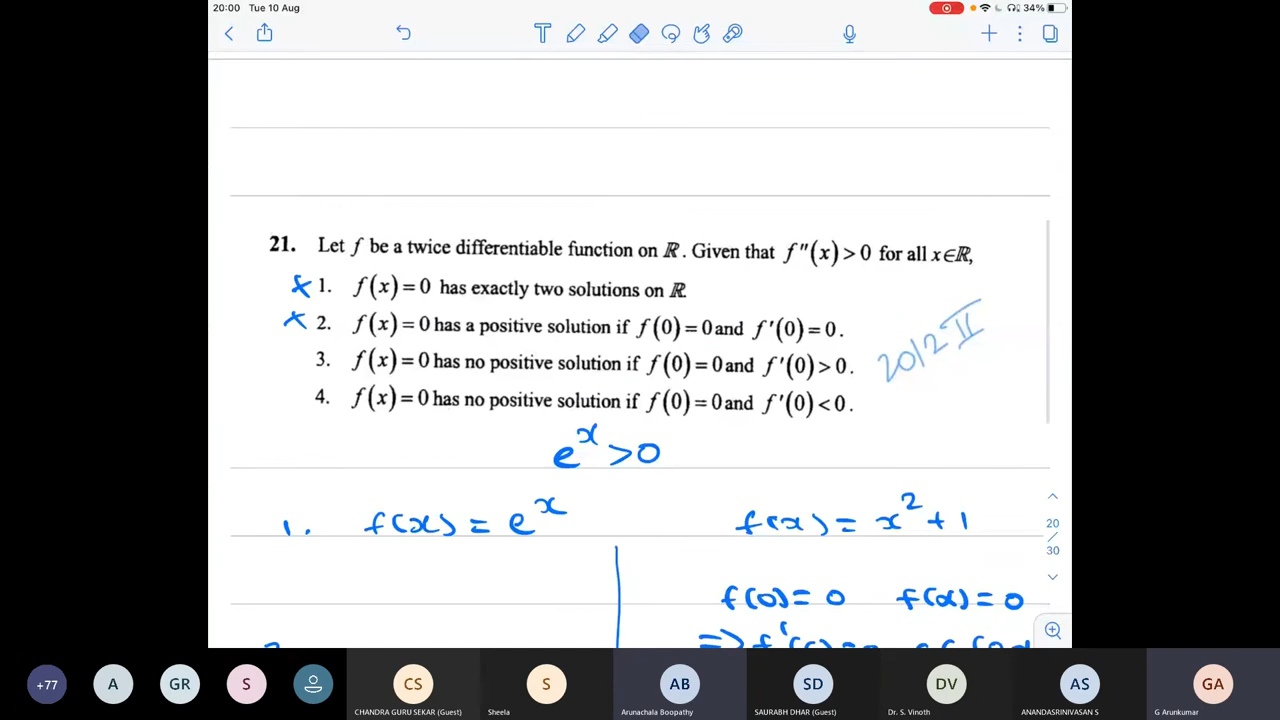 20:00 Tue 10 Aug
34%
21. Let f be a twice differentiable function on ℝ. Given that f″(x) > 0 for all x∈ℝ,
1. f(x) = 0 has exactly two solutions on ℝ
2. f(x) = 0 has a positive solution if f(0) = 0 and f′(0) = 0.
3. f(x) = 0 has no positive solution if f(0) = 0 and f′(0) > 0.
4. f(x) = 0 has no positive solution if f(0) = 0 and f′(0) < 0.
2012 II
e^x > 0
1. f(x) = e^x
f(x) = x² + 1
f(0) = 0 f(α) = 0
20
/
30
+77
A
GR
S
CS
S
AB
SD
DV
AS
GA
CHANDRA GURU SEKAR (Guest)
Sheela
Arunachala Boopathy
SAURABH DHAR (Guest)
Dr. S. Vinoth
ANANDASRINIVASAN S
G Arunkumar